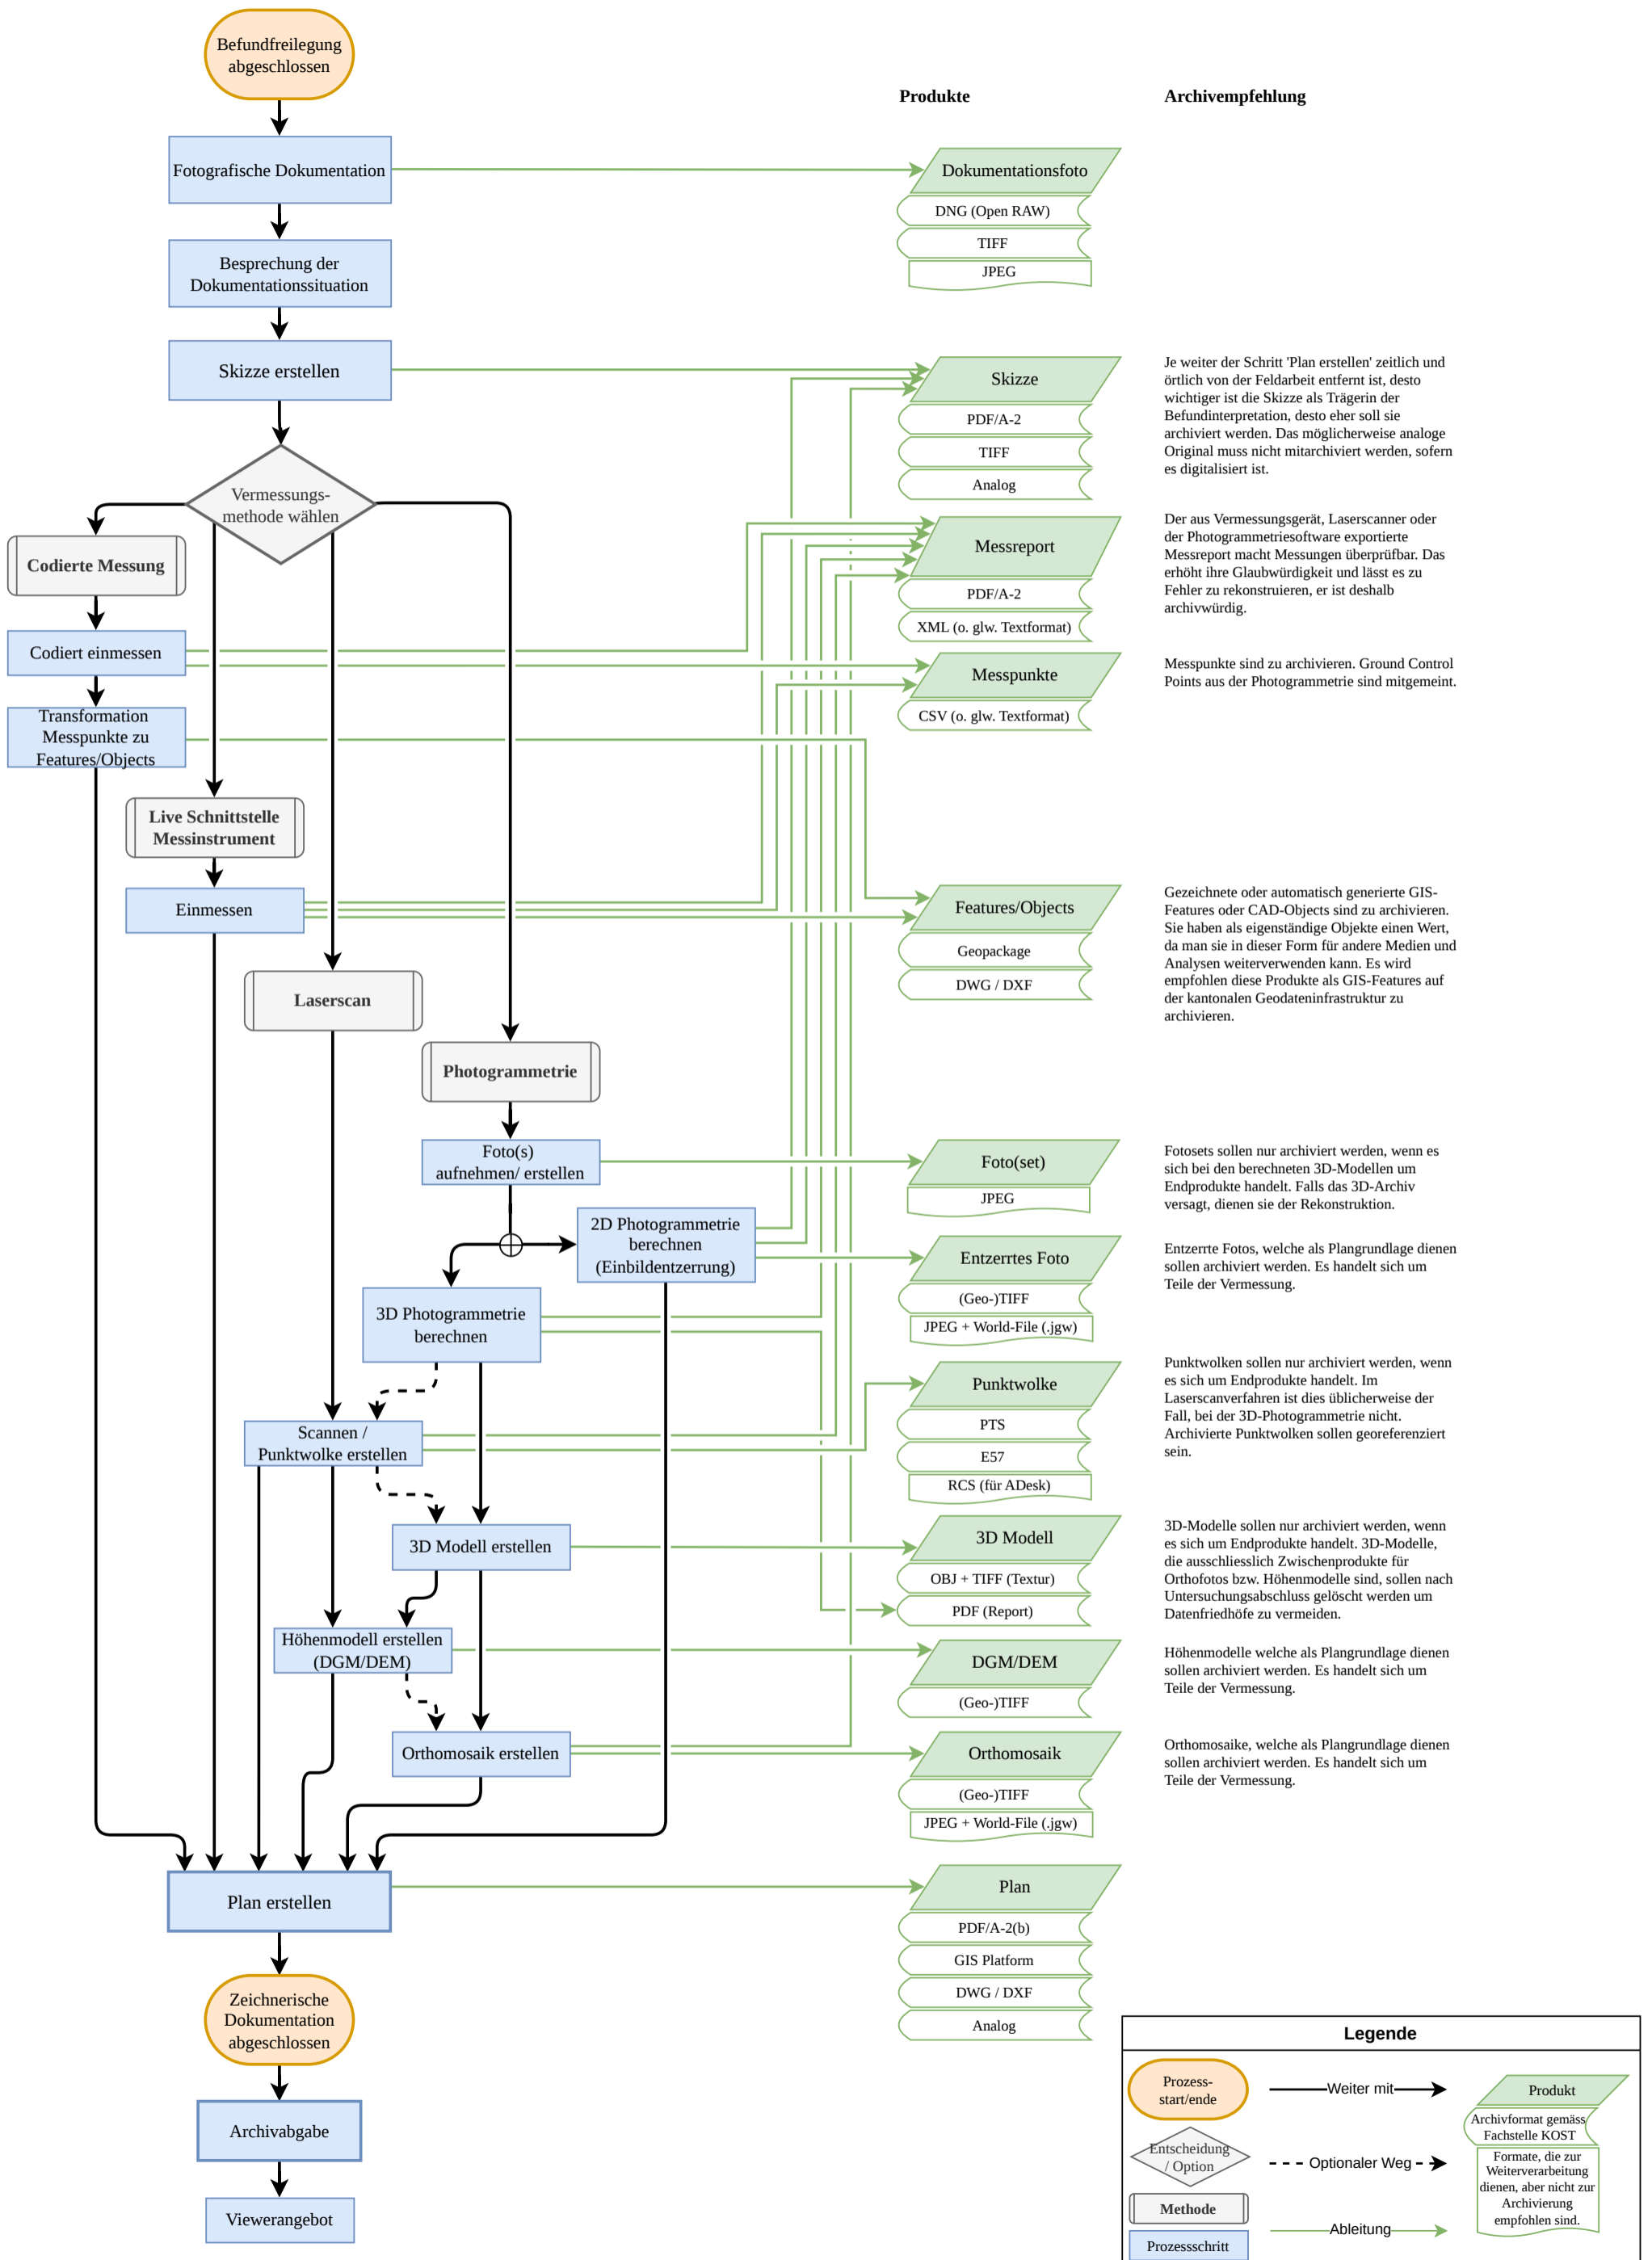 Befundfreilegung
abgeschlossen
Produkte
Archivempfehlung
Fotografische Dokumentation
Dokumentationsfoto
DNG (Open RAW)
TIFF
JPEG
Besprechung der
Dokumentationssituation
Skizze erstellen
Skizze
PDF/A-2
TIFF
Analog
Je weiter der Schritt 'Plan erstellen' zeitlich und
örtlich von der Feldarbeit entfernt ist, desto
wichtiger ist die Skizze als Trägerin der
Befundinterpretation, desto eher soll sie
archiviert werden. Das möglicherweise analoge
Original muss nicht mitarchiviert werden, sofern
es digitalisiert ist.
Vermessungs-
methode wählen
Codierte Messung
Messreport
PDF/A-2
XML (o. glw. Textformat)
Der aus Vermessungsgerät, Laserscanner oder
der Photogrammetriesoftware exportierte
Messreport macht Messungen überprüfbar. Das
erhöht ihre Glaubwürdigkeit und lässt es zu
Fehler zu rekonstruieren, er ist deshalb
archivwürdig.
Codiert einmessen
Messpunkte
CSV (o. glw. Textformat)
Messpunkte sind zu archivieren. Ground Control
Points aus der Photogrammetrie sind mitgemeint.
Transformation
Messpunkte zu
Features/Objects
Live Schnittstelle
Messinstrument
Einmessen
Features/Objects
Geopackage
DWG / DXF
Gezeichnete oder automatisch generierte GIS-
Features oder CAD-Objects sind zu archivieren.
Sie haben als eigenständige Objekte einen Wert,
da man sie in dieser Form für andere Medien und
Analysen weiterverwenden kann. Es wird
empfohlen diese Produkte als GIS-Features auf
der kantonalen Geodateninfrastruktur zu
archivieren.
Laserscan
Photogrammetrie
Foto(s)
aufnehmen/ erstellen
Foto(set)
JPEG
Fotosets sollen nur archiviert werden, wenn es
sich bei den berechneten 3D-Modellen um
Endprodukte handelt. Falls das 3D-Archiv
versagt, dienen sie der Rekonstruktion.
2D Photogrammetrie
berechnen
(Einbildentzerrung)
Entzerrtes Foto
(Geo-)TIFF
JPEG + World-File (.jgw)
Entzerrte Fotos, welche als Plangrundlage dienen
sollen archiviert werden. Es handelt sich um
Teile der Vermessung.
3D Photogrammetrie
berechnen
Punktwolke
PTS
E57
RCS (für ADesk)
Punktwolken sollen nur archiviert werden, wenn
es sich um Endprodukte handelt. Im
Laserscanverfahren ist dies üblicherweise der
Fall, bei der 3D-Photogrammetrie nicht.
Archivierte Punktwolken sollen georeferenziert
sein.
Scannen /
Punktwolke erstellen
3D Modell erstellen
3D Modell
OBJ + TIFF (Textur)
PDF (Report)
3D-Modelle sollen nur archiviert werden, wenn
es sich um Endprodukte handelt. 3D-Modelle,
die ausschliesslich Zwischenprodukte für
Orthofotos bzw. Höhenmodelle sind, sollen nach
Untersuchungsabschluss gelöscht werden um
Datenfriedhöfe zu vermeiden.
Höhenmodell erstellen
(DGM/DEM)
DGM/DEM
(Geo-)TIFF
Höhenmodelle welche als Plangrundlage dienen
sollen archiviert werden. Es handelt sich um
Teile der Vermessung.
Orthomosaik erstellen
Orthomosaik
(Geo-)TIFF
JPEG + World-File (.jgw)
Orthomosaike, welche als Plangrundlage dienen
sollen archiviert werden. Es handelt sich um
Teile der Vermessung.
Plan erstellen
Plan
PDF/A-2(b)
GIS Platform
DWG / DXF
Analog
Zeichnerische
Dokumentation
abgeschlossen
Archivabgabe
Viewerangebot
Legende
Prozess-
start/ende
Weiter mit
Produkt
Archivformat gemäss
Fachstelle KOST
Entscheidung
/ Option
Optionaler Weg
Formate, die zur
Weiterverarbeitung
dienen, aber nicht zur
Archivierung
empfohlen sind.
Methode
Ableitung
Prozessschritt